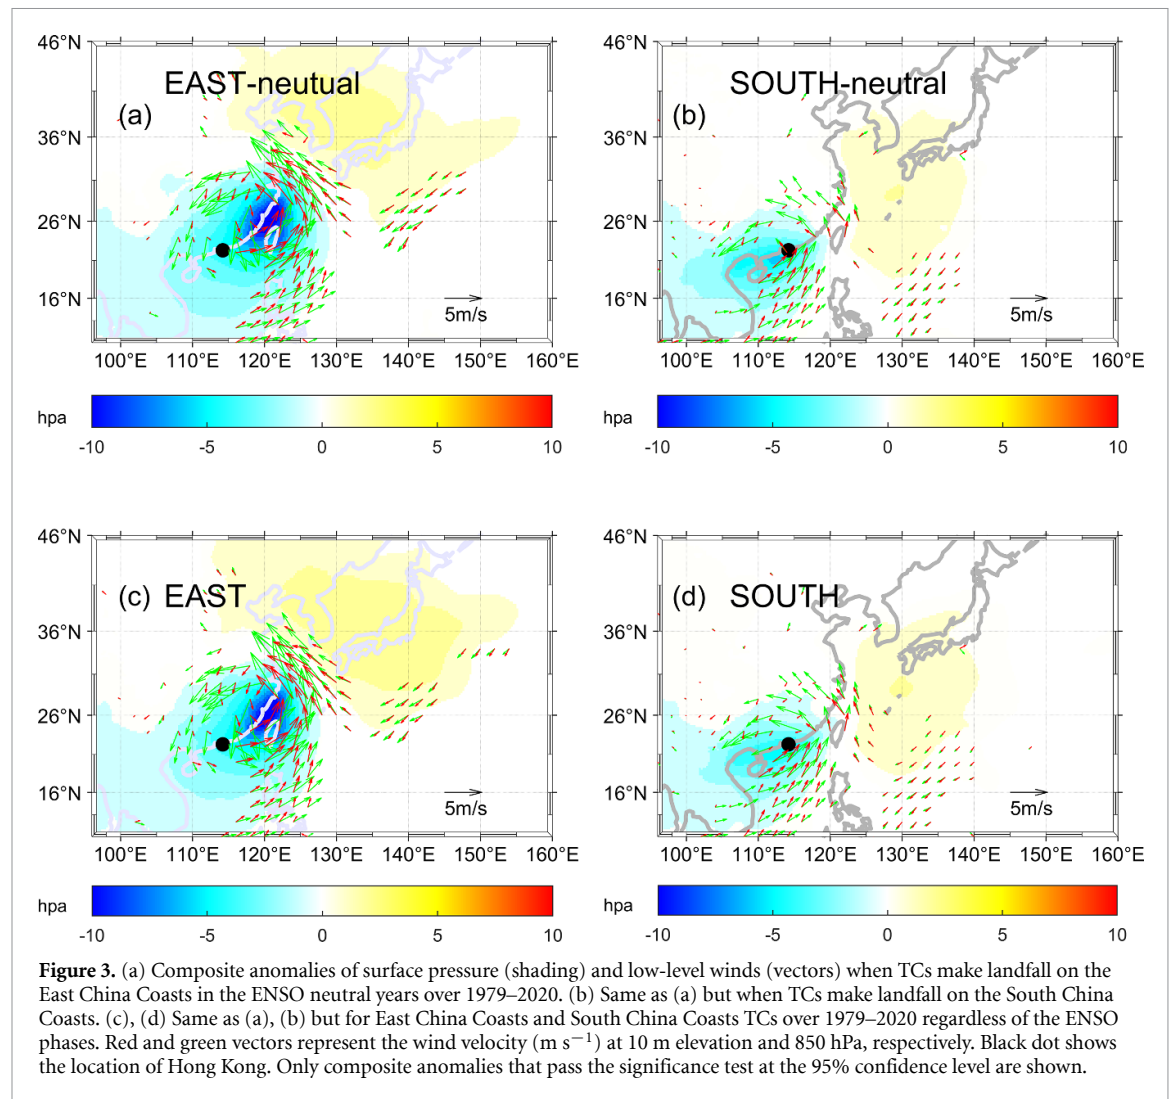 46°N 46°N
EAST-neutual SOUTH-neutral
(a) (b)
36°N 36°N
26°N 26°N
16°N 16°N
5m/s 5m/s
100°E 110°E 120°E 130°E 140°E 150°E 160°E 100°E 110°E 120°E 130°E 140°E 150°E 160°E
hpa hpa
-10 -5 0 5 10 -10 -5 0 5 10
46°N 46°N
(c) EAST (d) SOUTH
36°N 36°N
26°N 26°N
16°N 16°N
5m/s 5m/s
100°E 110°E 120°E 130°E 140°E 150°E 160°E 100°E 110°E 120°E 130°E 140°E 150°E 160°E
hpa hpa
-10 -5 0 5 10 -10 -5 0 5 10
Figure 3. (a) Composite anomalies of surface pressure (shading) and low-level winds (vectors) when TCs make landfall on the
East China Coasts in the ENSO neutral years over 1979–2020. (b) Same as (a) but when TCs make landfall on the South China
Coasts. (c), (d) Same as (a), (b) but for East China Coasts and South China Coasts TCs over 1979–2020 regardless of the ENSO
phases. Red and green vectors represent the wind velocity (m s−1) at 10 m elevation and 850 hPa, respectively. Black dot shows
the location of Hong Kong. Only composite anomalies that pass the significance test at the 95% confidence level are shown.